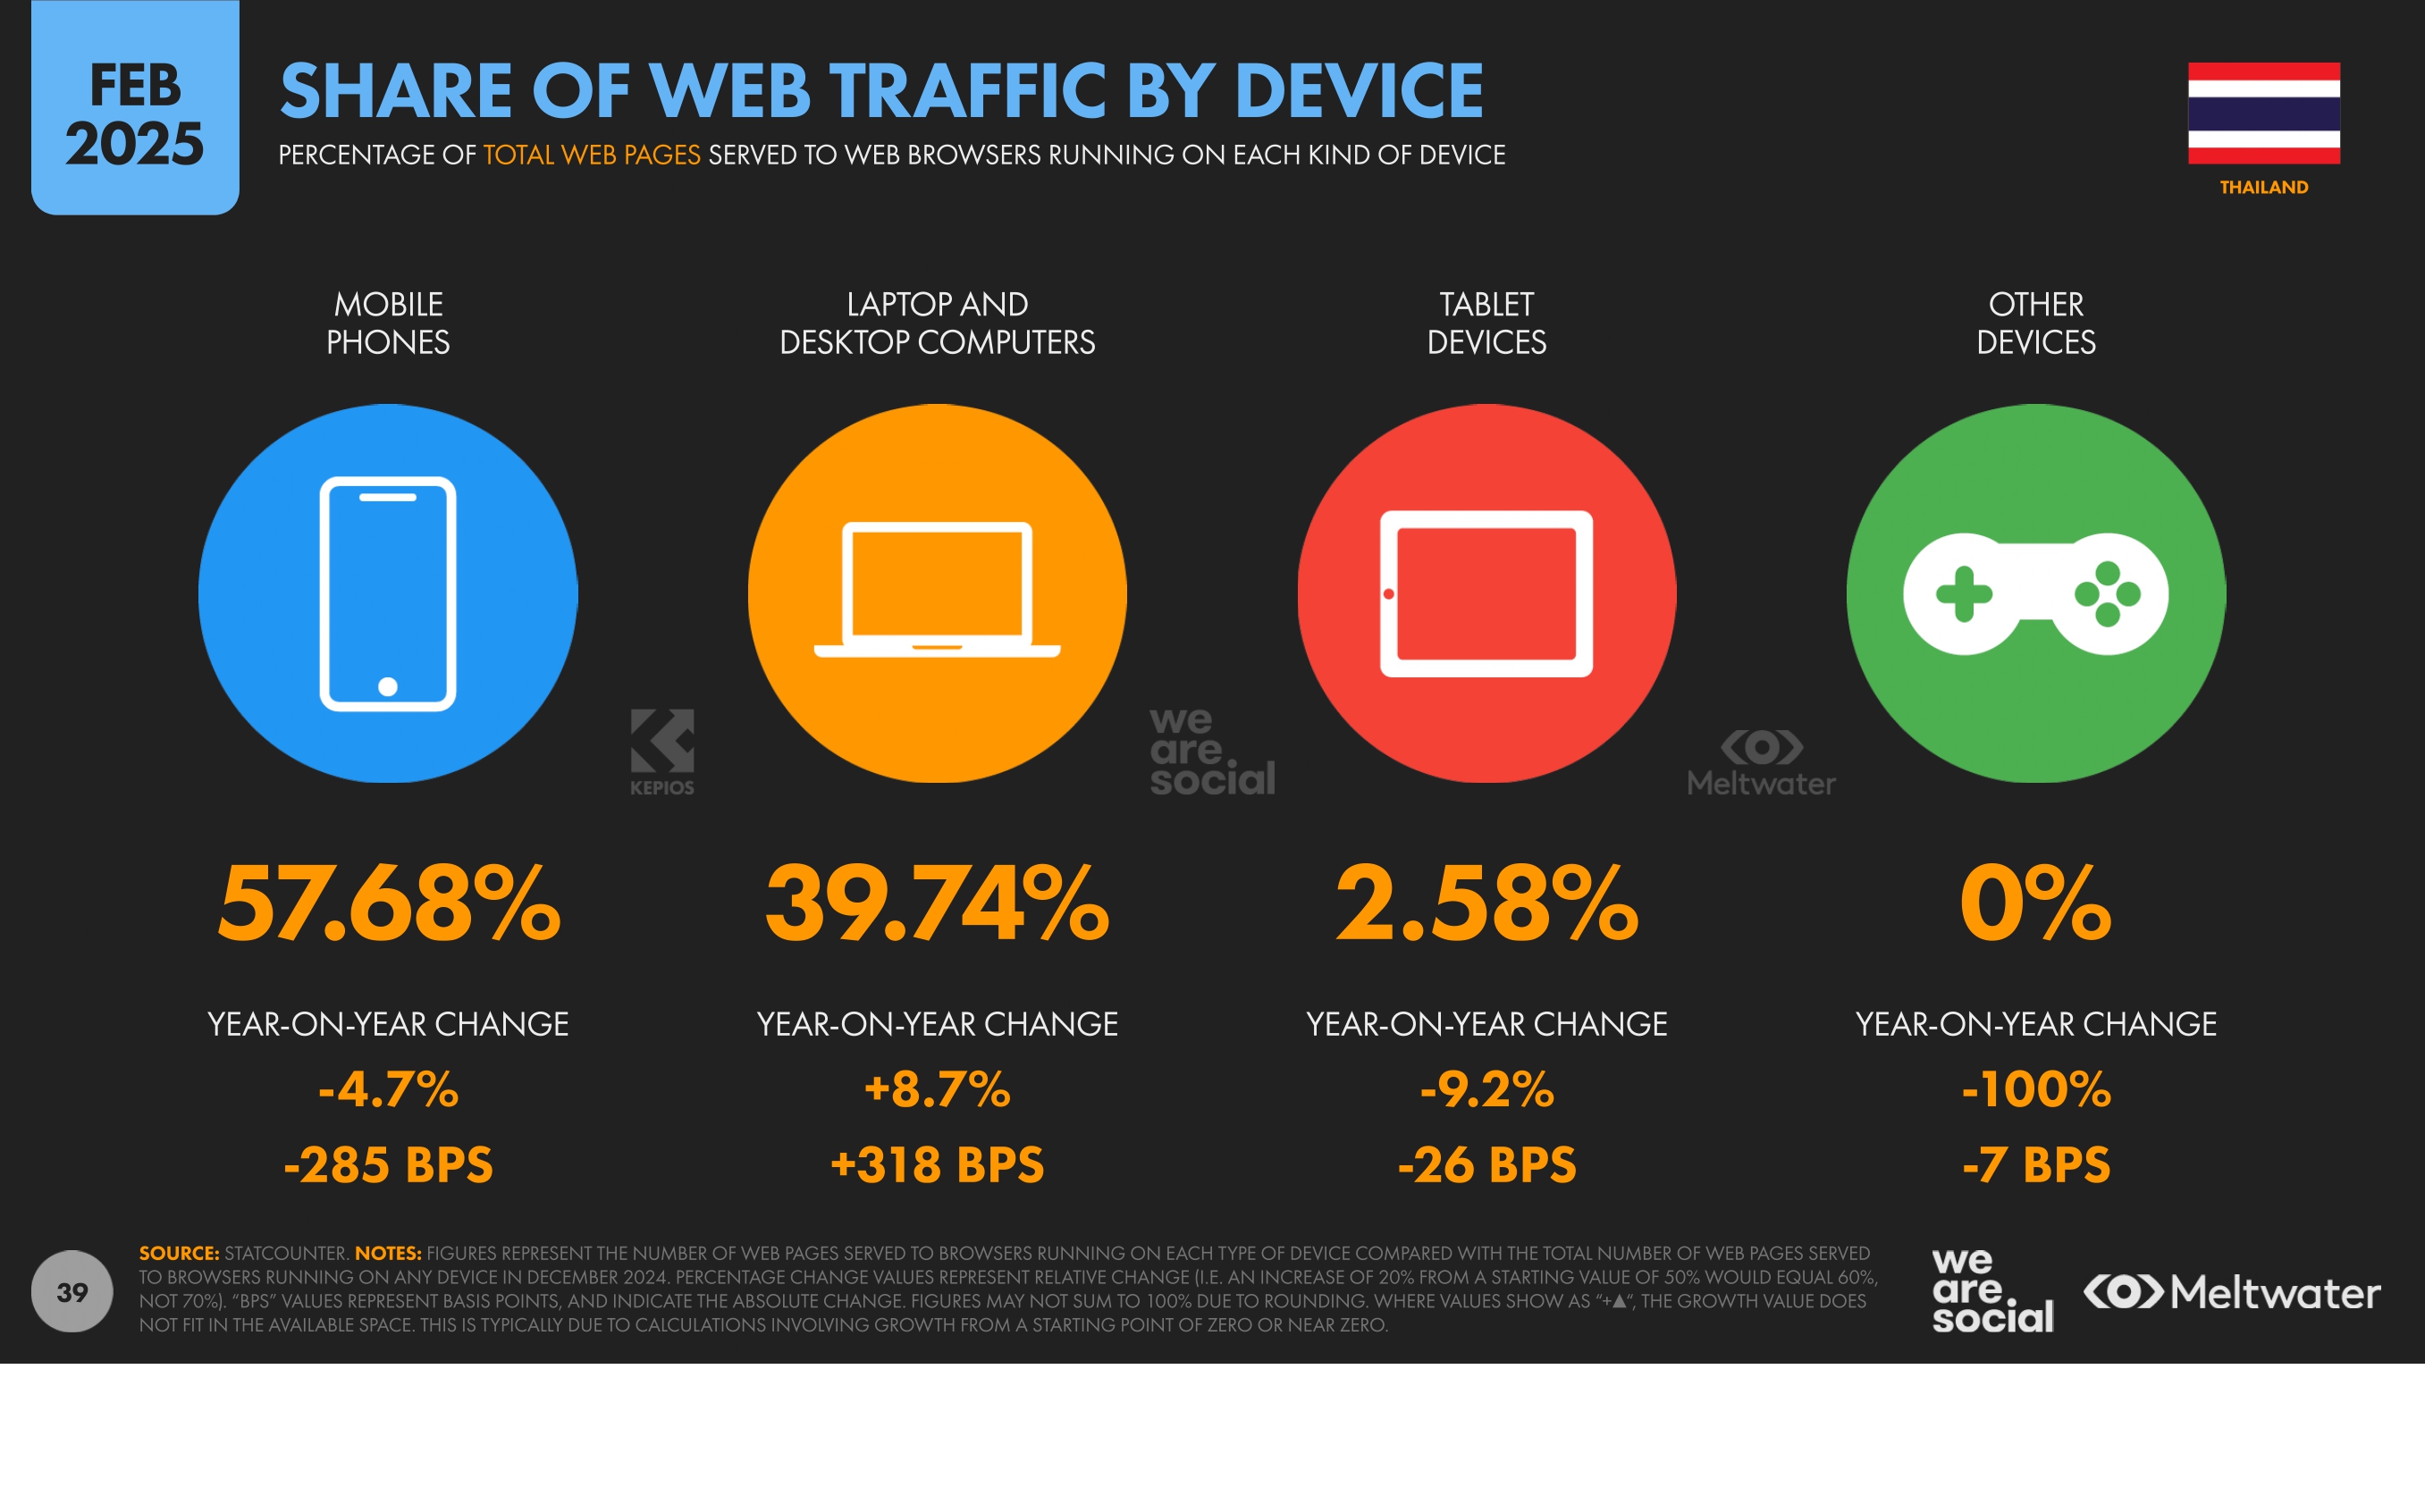 FEB
2025
SHARE OF WEB TRAFFIC BY DEVICE
PERCENTAGE OF TOTAL WEB PAGES SERVED TO WEB BROWSERS RUNNING ON EACH KIND OF DEVICE
THAILAND
MOBILE
PHONES
LAPTOP AND
DESKTOP COMPUTERS
TABLET
DEVICES
OTHER
DEVICES
KEPIOS
we
are.
social
Meltwater
57.68%
39.74%
2.58%
0%
YEAR-ON-YEAR CHANGE
YEAR-ON-YEAR CHANGE
YEAR-ON-YEAR CHANGE
YEAR-ON-YEAR CHANGE
-4.7%
+8.7%
-9.2%
-100%
-285 BPS
+318 BPS
-26 BPS
-7 BPS
39
SOURCE: STATCOUNTER. NOTES: FIGURES REPRESENT THE NUMBER OF WEB PAGES SERVED TO BROWSERS RUNNING ON EACH TYPE OF DEVICE COMPARED WITH THE TOTAL NUMBER OF WEB PAGES SERVED
TO BROWSERS RUNNING ON ANY DEVICE IN DECEMBER 2024. PERCENTAGE CHANGE VALUES REPRESENT RELATIVE CHANGE (I.E. AN INCREASE OF 20% FROM A STARTING VALUE OF 50% WOULD EQUAL 60%,
NOT 70%). “BPS” VALUES REPRESENT BASIS POINTS, AND INDICATE THE ABSOLUTE CHANGE. FIGURES MAY NOT SUM TO 100% DUE TO ROUNDING. WHERE VALUES SHOW AS “+▲“, THE GROWTH VALUE DOES
NOT FIT IN THE AVAILABLE SPACE. THIS IS TYPICALLY DUE TO CALCULATIONS INVOLVING GROWTH FROM A STARTING POINT OF ZERO OR NEAR ZERO.
we
are.
social
Meltwater